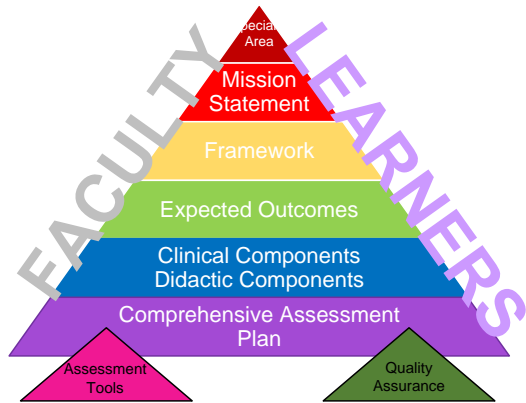 Area
Mission
Statement
FACULTY
LEARNERS
Framework
Expected Outcomes
Clinical Components
Didactic Components
Comprehensive Assessment
Plan
Assessment
Tools
Quality
Assurance